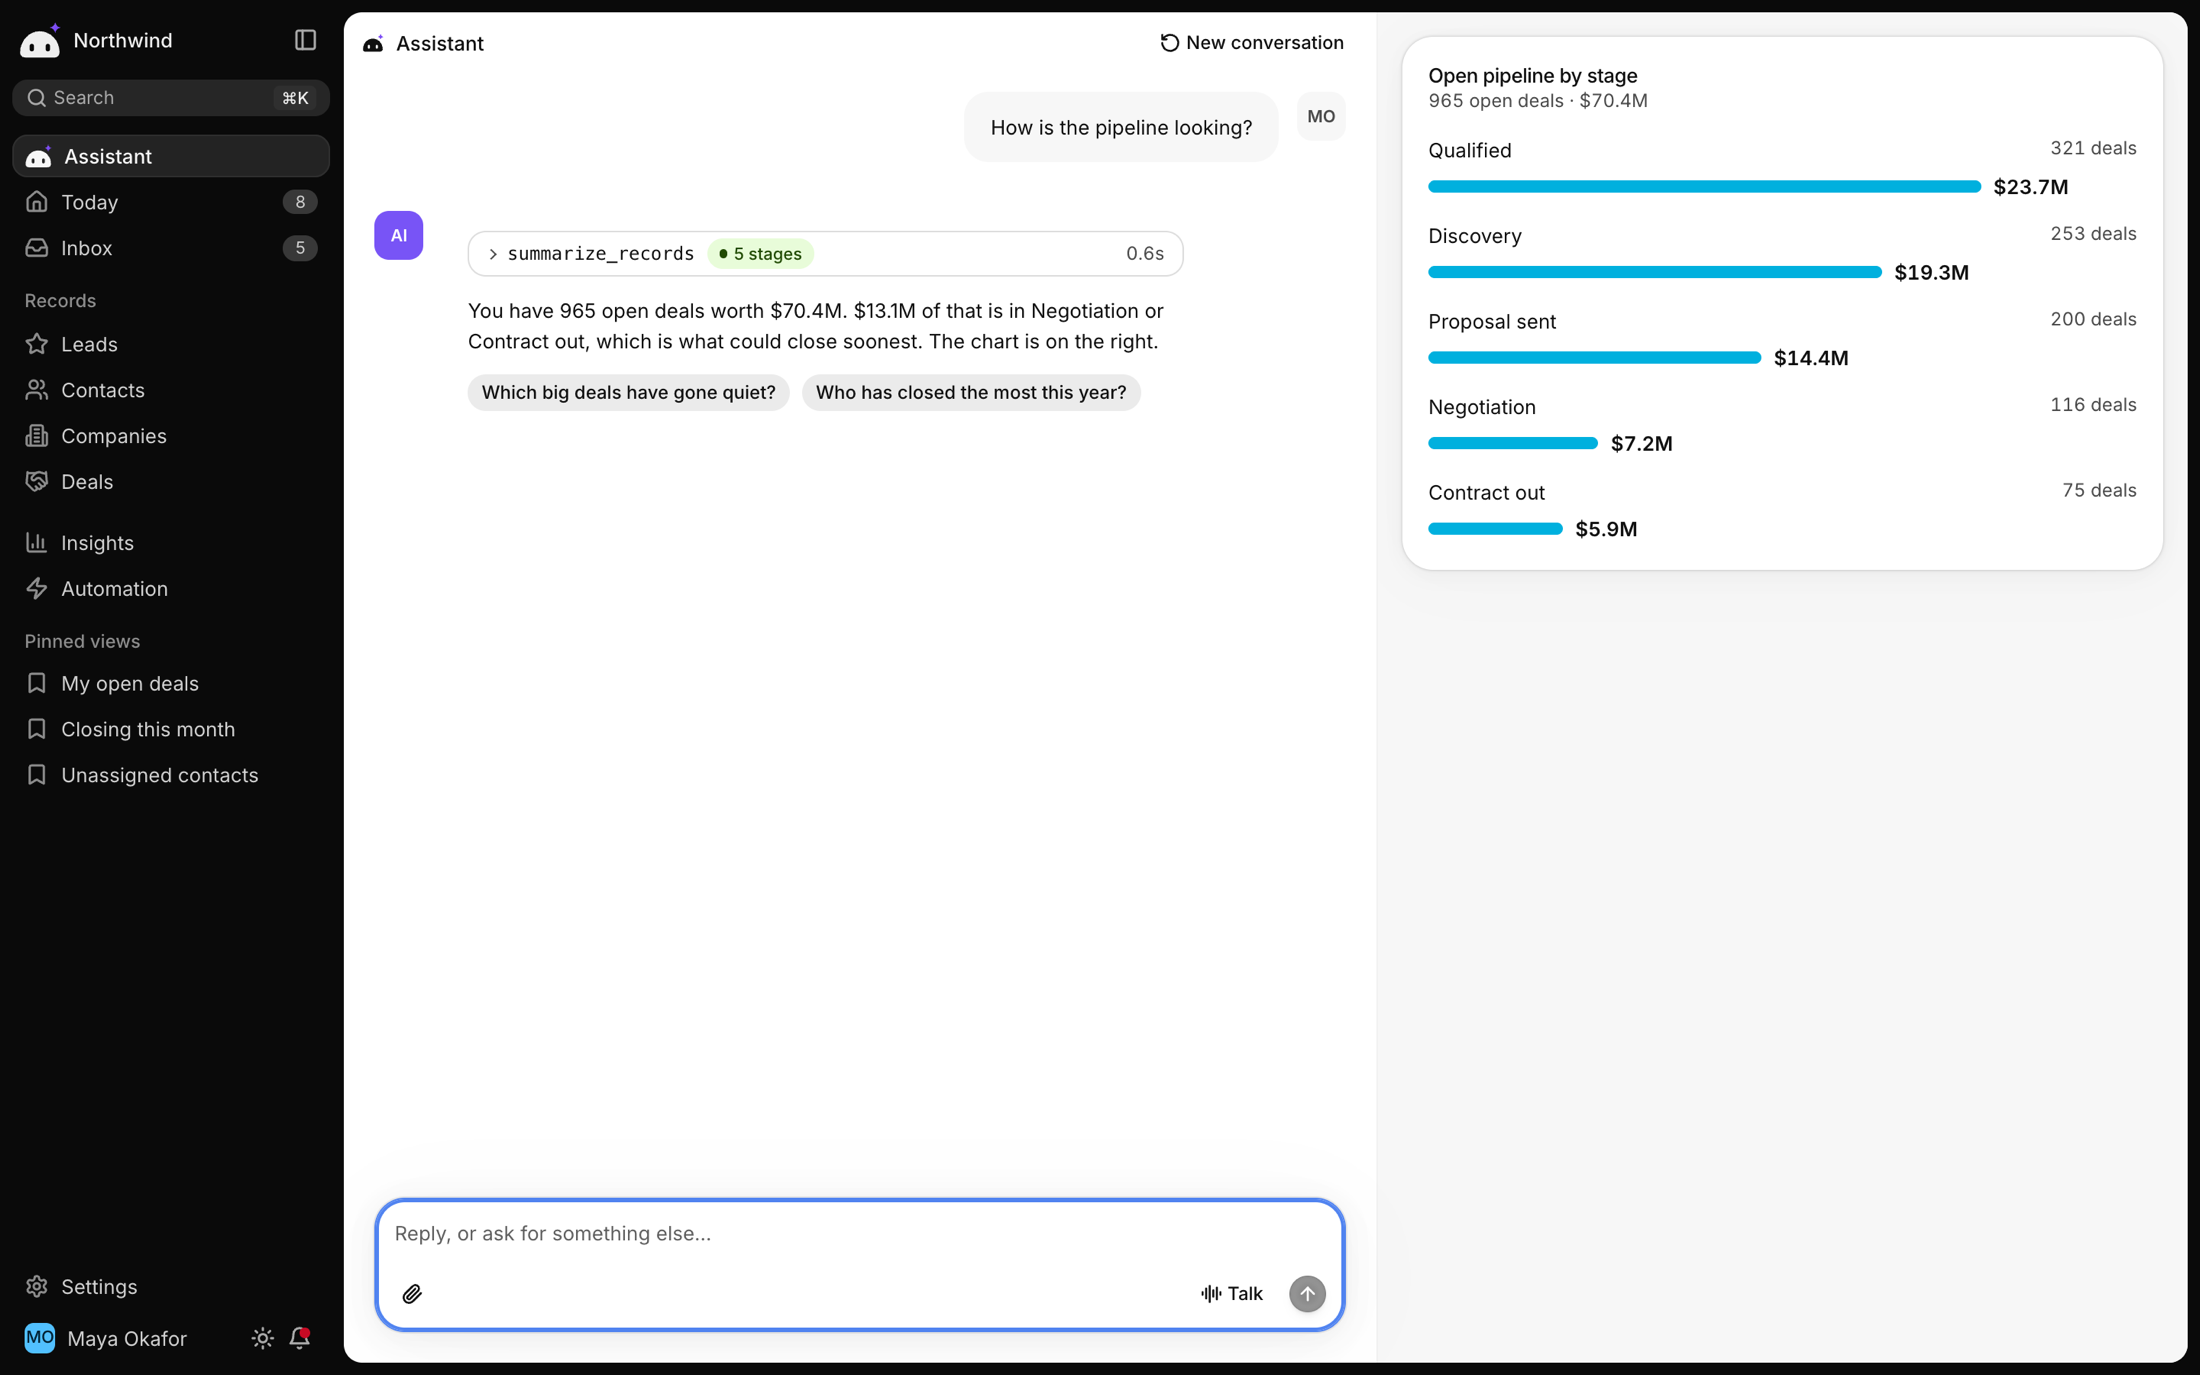 Northwind
Search
⌘K
Assistant
Today
8
Inbox
5
Records
Leads
Contacts
Companies
Deals
Insights
Automation
Pinned views
My open deals
Closing this month
Unassigned contacts
Settings
MO
Maya Okafor
Assistant
New conversation
How is the pipeline looking?
MO
AI
summarize_records
5 stages
0.6s
You have 965 open deals worth $70.4M. $13.1M of that is in Negotiation or
Contract out, which is what could close soonest. The chart is on the right.
Which big deals have gone quiet?
Who has closed the most this year?
Reply, or ask for something else...
Talk
Open pipeline by stage
965 open deals · $70.4M
Qualified
321 deals
$23.7M
Discovery
253 deals
$19.3M
Proposal sent
200 deals
$14.4M
Negotiation
116 deals
$7.2M
Contract out
75 deals
$5.9M